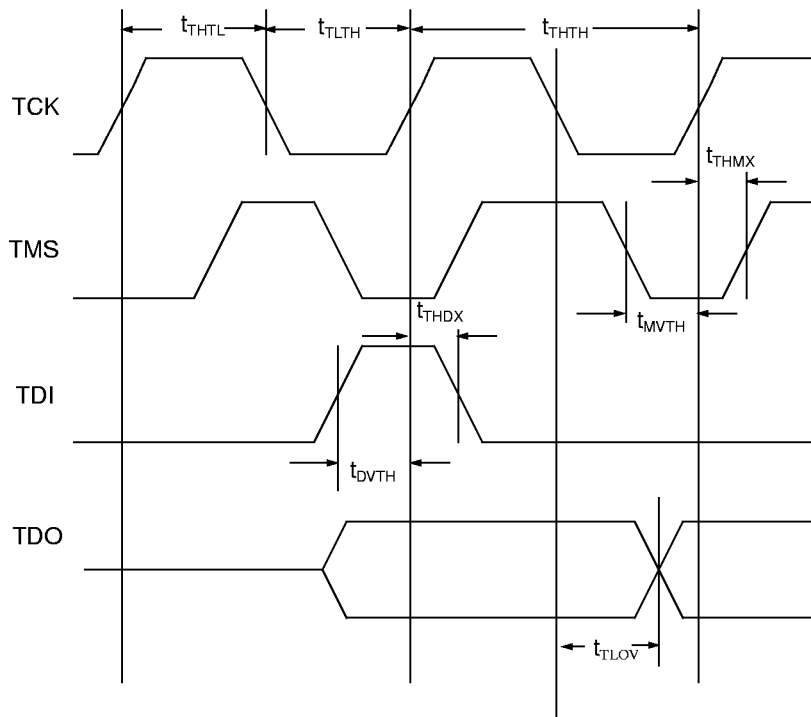 tTHTL tTLTH tTHTH
TCK
tTHMX
TMS
tTHDX
tMVTH
TDI
tDVTH
TDO
tTLOV